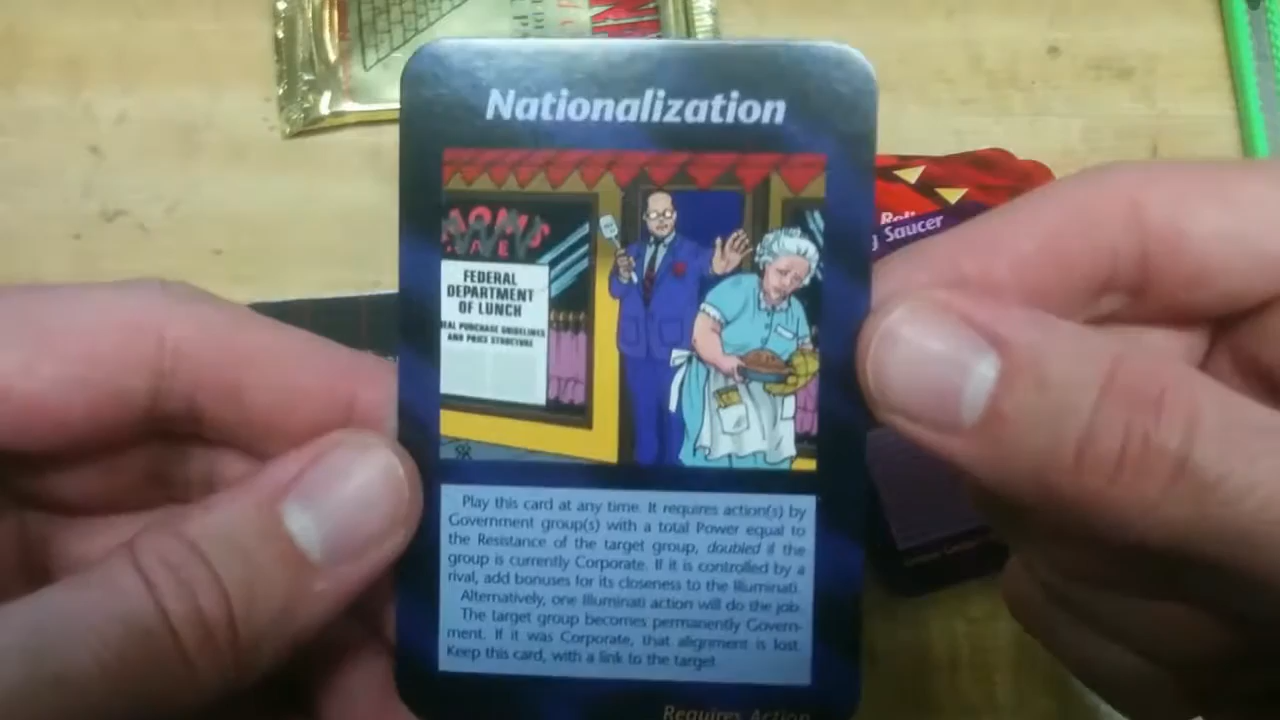 Nationalization
MOM'S
FEDERAL
DEPARTMENT
OF LUNCH
PURCHASE GUIDELINES
AND PRICE STRUCTURE
Rell
Saucer
Play this card at any time. It requires action(s) by
Government group(s) with a total Power equal to
the Resistance of the target group, doubled if the
group is currently Corporate. If it is controlled by a
rival, add bonuses for its closeness to the Illuminati.
Alternatively, one Illuminati action will do the job.
The target group becomes permanently Govern-
ment. If it was Corporate, that alignment is lost.
Keep this card, with a link to the target.
Requires Action